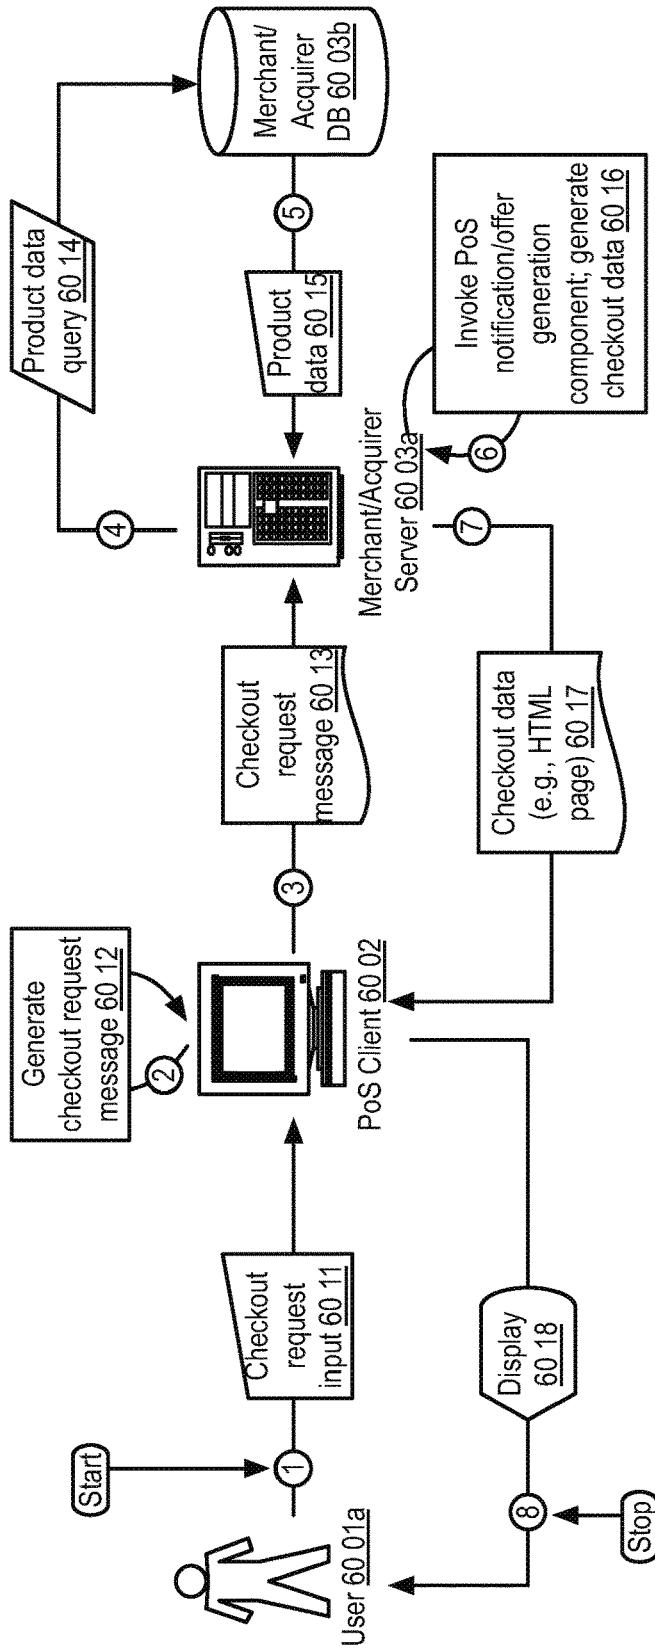 Start
1
User 60 01a
Checkout
request
input 60 11
Generate
checkout request
message 60 12
2
PoS Client 60 02
3
Checkout
request
message 60 13
Merchant/Acquirer
Server 60 03a
4
Product data
query 60 14
Merchant/
Acquirer
DB 60 03b
5
Product
data 60 15
6
Invoke PoS
notification/offer
generation
component; generate
checkout data 60 16
7
Checkout data
(e.g., HTML
page) 60 17
Display
60 18
8
Stop